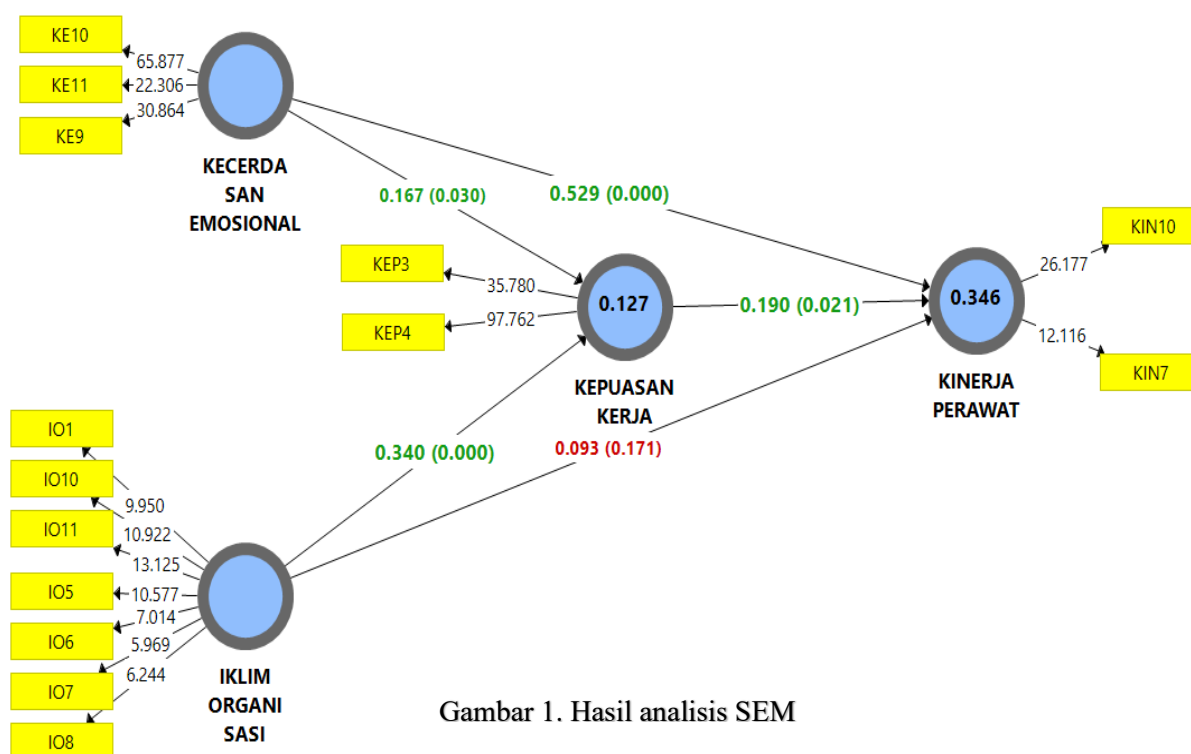 KE10
65.877
KE11
22.306
KE9
30.864
KECERDA
SAN
EMOSIONAL
0.167 (0.030)
0.529 (0.000)
KEP3
35.780
KEP4
97.762
0.127
KEPUASAN
KERJA
0.190 (0.021)
0.346
KINERJA
PERAWAT
KIN10
26.177
12.116
KIN7
0.340 (0.000)
0.093 (0.171)
IO1
9.950
IO10
10.922
IO11
13.125
IO5
10.577
IO6
7.014
IO7
5.969
IO8
6.244
IKLIM
ORGANI
SASI
Gambar 1. Hasil analisis SEM